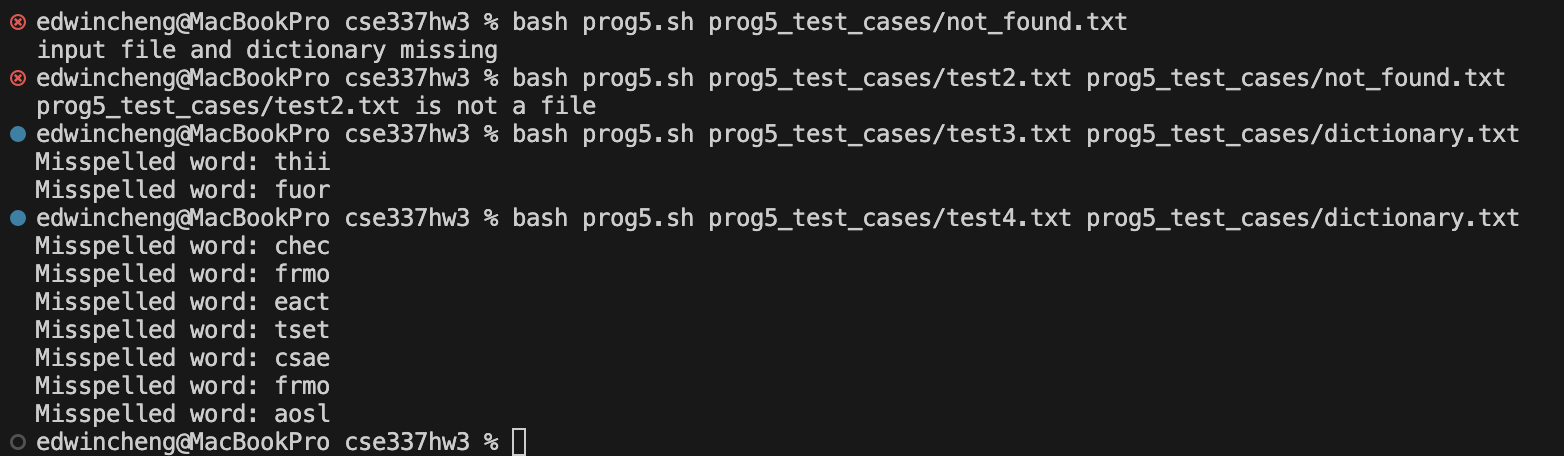 edwincheng@MacBookPro cse337hw3 % bash prog5.sh prog5_test_cases/not_found.txt
input file and dictionary missing
edwincheng@MacBookPro cse337hw3 % bash prog5.sh prog5_test_cases/test2.txt prog5_test_cases/not_found.txt
prog5_test_cases/test2.txt is not a file
edwincheng@MacBookPro cse337hw3 % bash prog5.sh prog5_test_cases/test3.txt prog5_test_cases/dictionary.txt
Misspelled word: thii
Misspelled word: fuor
edwincheng@MacBookPro cse337hw3 % bash prog5.sh prog5_test_cases/test4.txt prog5_test_cases/dictionary.txt
Misspelled word: chec
Misspelled word: frmo
Misspelled word: eact
Misspelled word: tset
Misspelled word: csae
Misspelled word: frmo
Misspelled word: aosl
edwincheng@MacBookPro cse337hw3 %